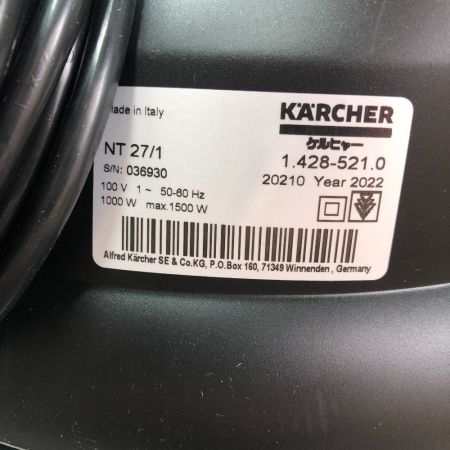 Made in Italy
KÄRCHER
ケルヒャー
NT 27/1
1.428-521.0
S/N: 036930
20210 Year 2022
100 V 1~ 50-60 Hz
1000 W max.1500 W
Alfred Kärcher SE & Co.KG, P.O.Box 160, 71349 Winnenden , Germany